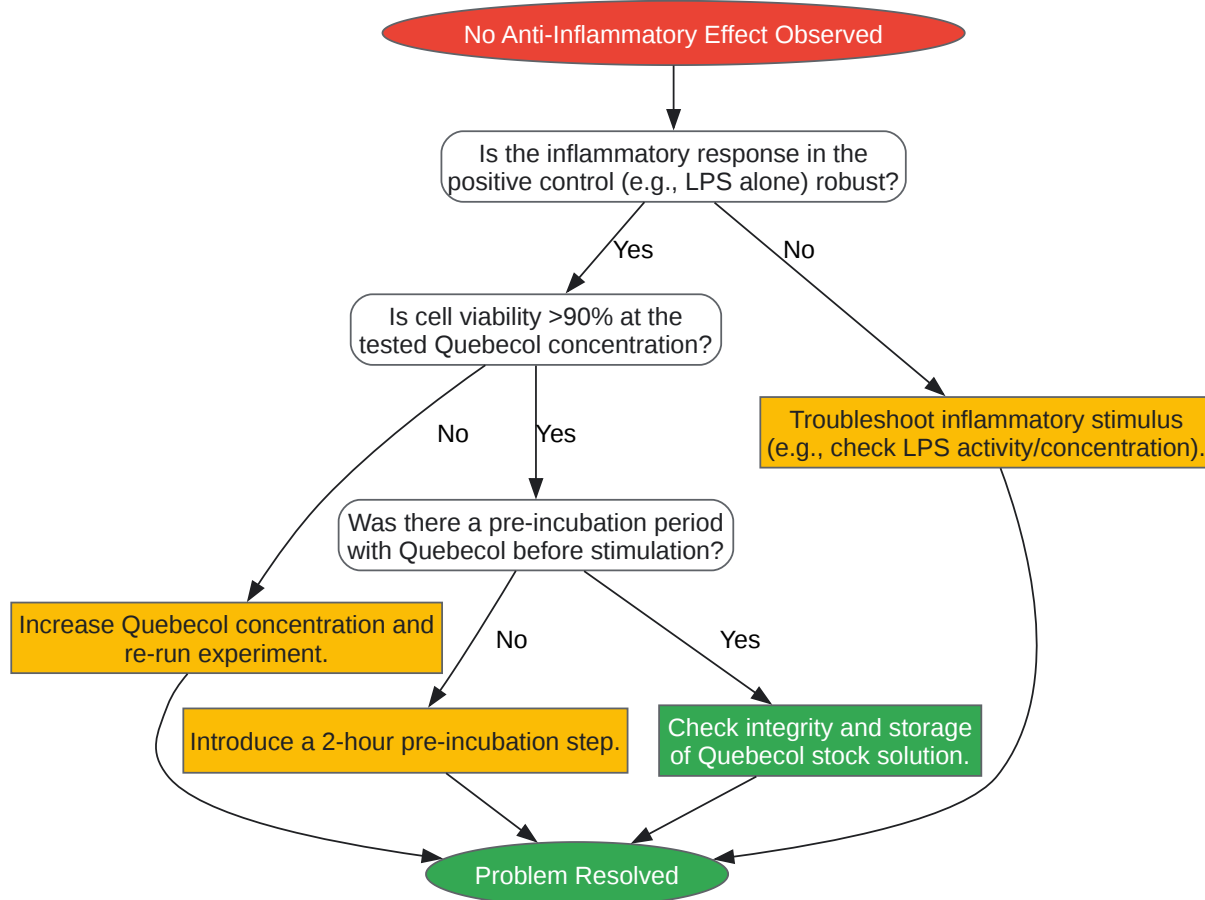 No Anti-Inflammatory Effect Observed
Is the inflammatory response in the
positive control (e.g., LPS alone) robust?
Yes
No
Is cell viability >90% at the
tested Quebecol concentration?
Troubleshoot inflammatory stimulus
(e.g., check LPS activity/concentration).
No
Yes
Was there a pre-incubation period
with Quebecol before stimulation?
Increase Quebecol concentration and
re-run experiment.
No
Yes
Introduce a 2-hour pre-incubation step.
Check integrity and storage
of Quebecol stock solution.
Problem Resolved